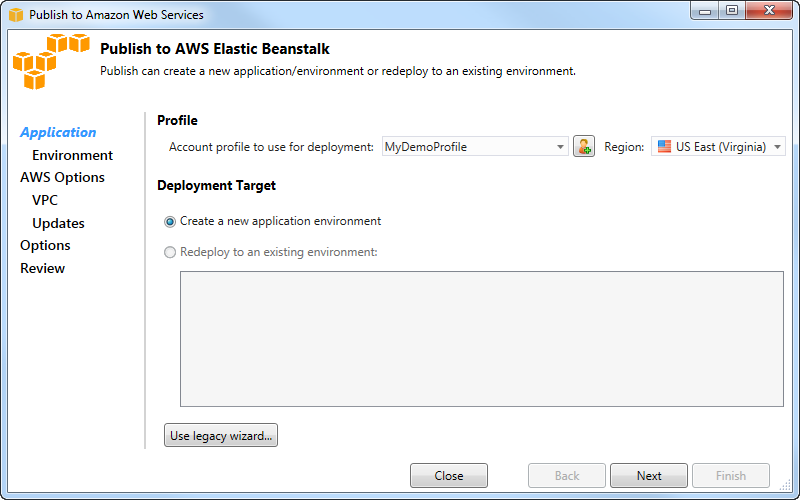 Publish to Amazon Web Services
Publish to AWS Elastic Beanstalk
Publish can create a new application/environment or redeploy to an existing environment.
Application
Environment
AWS Options
VPC
Updates
Options
Review
Profile
Account profile to use for deployment: MyDemoProfile Region: US East (Virginia)
Deployment Target
Create a new application environment
Redeploy to an existing environment:
Use legacy wizard...
Close Back Next Finish